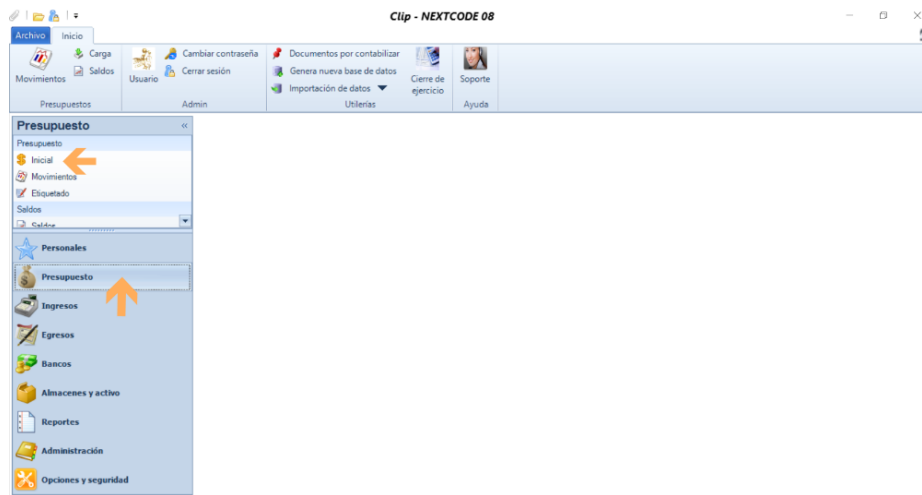 Clip - NEXTCODE 08
Archivo Inicio
Movimientos
Carga
Saldos
Presupuestos
Usuario
Cambiar contraseña
Cerrar sesión
Admin
Documentos por contabilizar
Genera nueva base de datos
Importación de datos
Cierre de
ejercicio
Utilerías
Soporte
Ayuda
Presupuesto
Presupuesto
Inicial
Movimientos
Etiquetado
Saldos
Saldos
Personales
Presupuesto
Ingresos
Egresos
Bancos
Almacenes y activo
Reportes
Administración
Opciones y seguridad